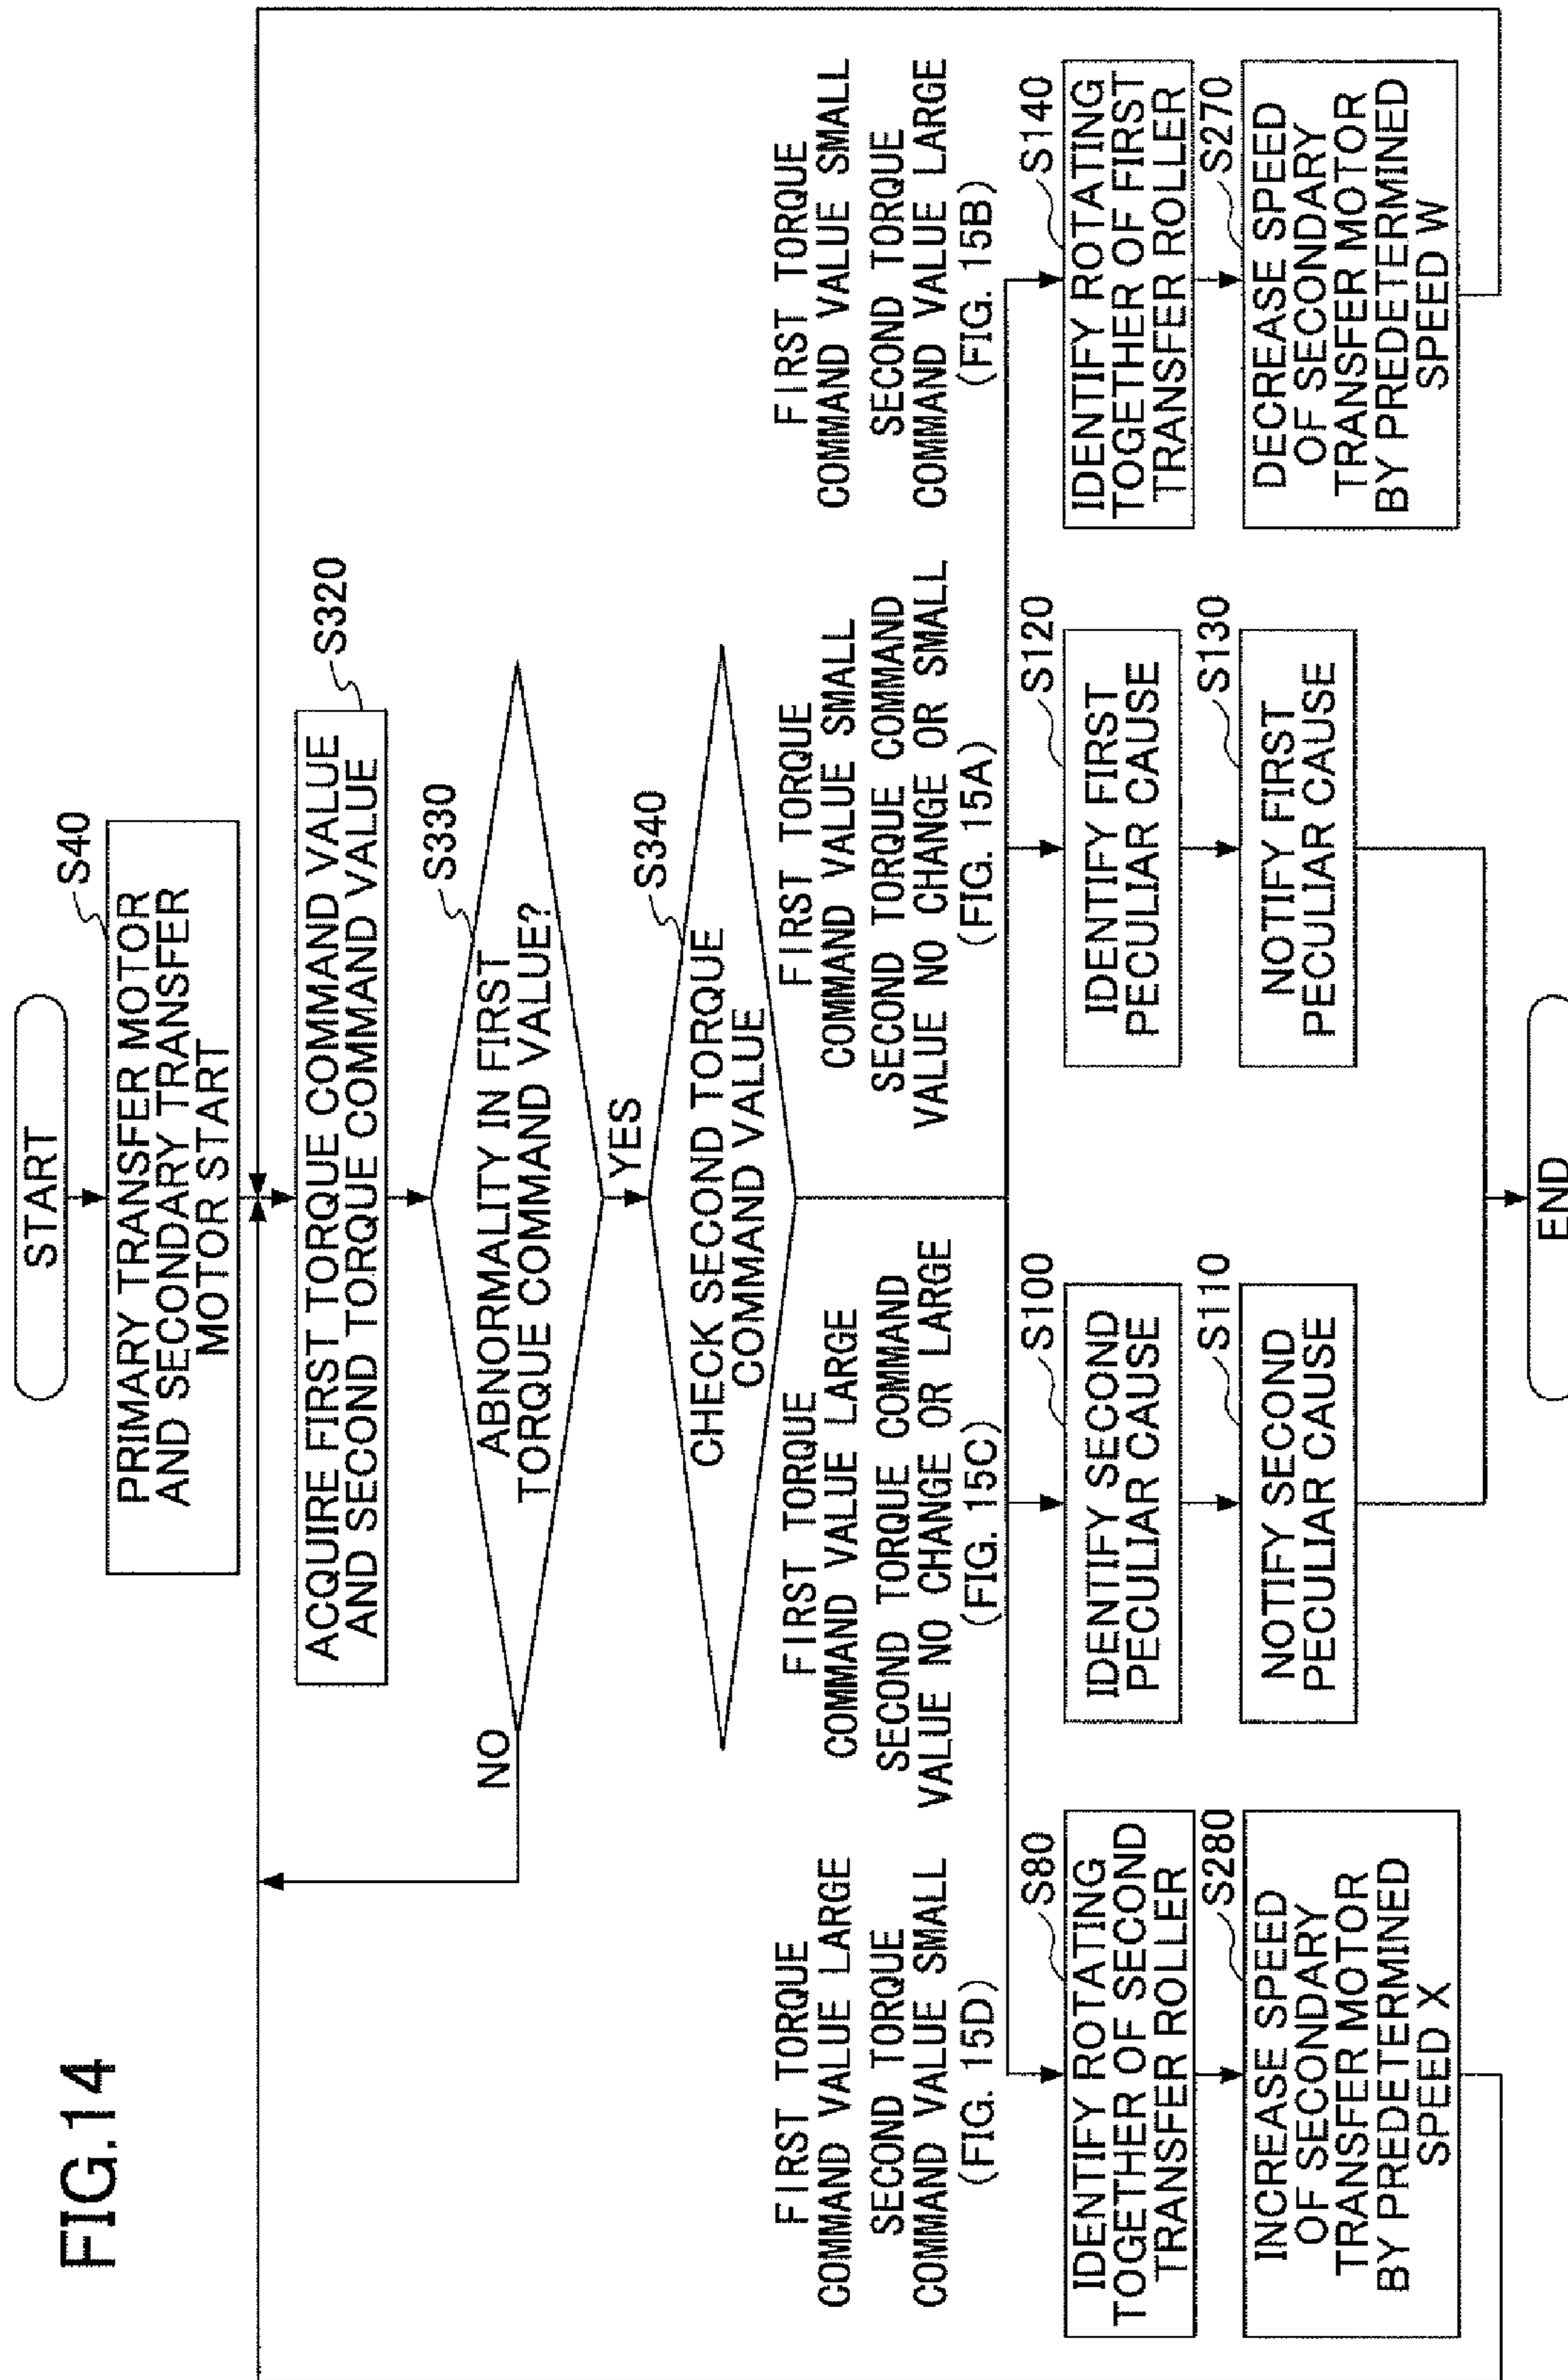 FIG.14
START
PRIMARY TRANSFER MOTOR
AND SECONDARY TRANSFER
MOTOR START
S40
ACQUIRE FIRST TORQUE COMMAND VALUE
AND SECOND TORQUE COMMAND VALUE
S320
ABNORMALITY IN FIRST
TORQUE COMMAND VALUE?
S330
NO
YES
CHECK SECOND TORQUE
COMMAND VALUE
S340
FIRST TORQUE
COMMAND VALUE LARGE
SECOND TORQUE
COMMAND VALUE SMALL
(FIG. 15D)
FIRST TORQUE
COMMAND VALUE LARGE
SECOND TORQUE COMMAND
VALUE NO CHANGE OR LARGE
(FIG. 15C)
FIRST TORQUE
COMMAND VALUE SMALL
SECOND TORQUE COMMAND
VALUE NO CHANGE OR SMALL
(FIG. 15A)
FIRST TORQUE
COMMAND VALUE SMALL
SECOND TORQUE
COMMAND VALUE LARGE
(FIG. 15B)
S80
IDENTIFY ROTATING
TOGETHER OF SECOND
TRANSFER ROLLER
S100
IDENTIFY SECOND
PECULIAR CAUSE
S120
IDENTIFY FIRST
PECULIAR CAUSE
S140
IDENTIFY ROTATING
TOGETHER OF FIRST
TRANSFER ROLLER
S280
INCREASE SPEED
OF SECONDARY
TRANSFER MOTOR
BY PREDETERMINED
SPEED X
S110
NOTIFY SECOND
PECULIAR CAUSE
S130
NOTIFY FIRST
PECULIAR CAUSE
S270
DECREASE SPEED
OF SECONDARY
TRANSFER MOTOR
BY PREDETERMINED
SPEED W
END